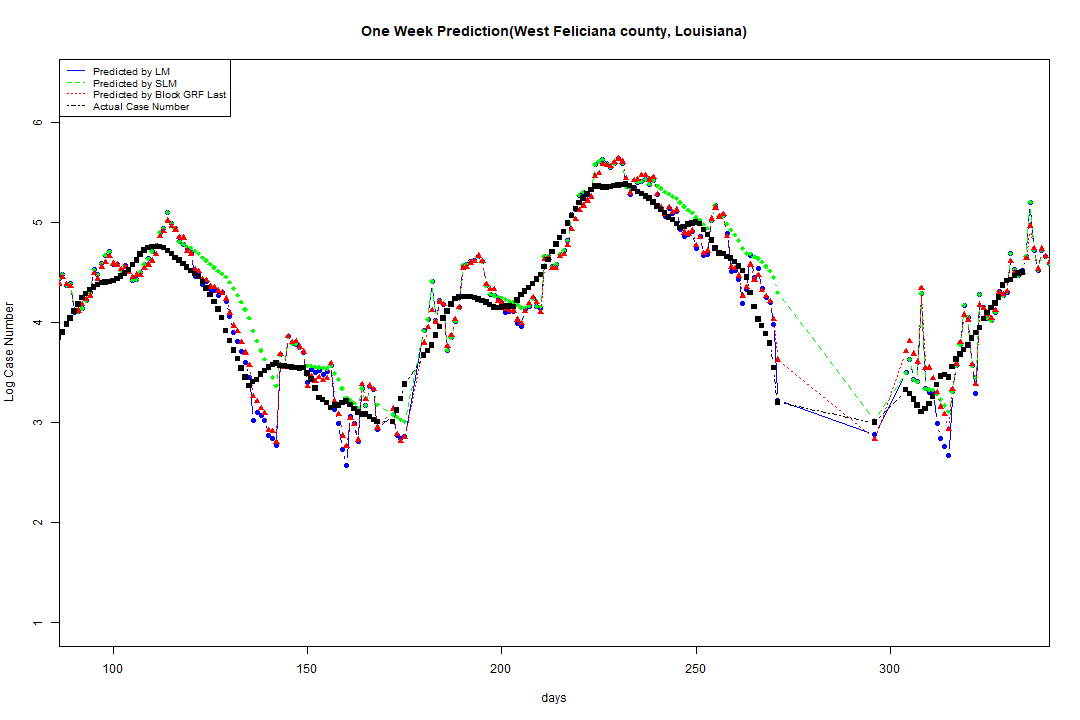 One Week Prediction(West Feliciana county, Louisiana)
Predicted by LM
Predicted by SLM
Predicted by Block GRF Last
Actual Case Number
Log Case Number
6
5
4
3
2
1
100 150 200 250 300
days